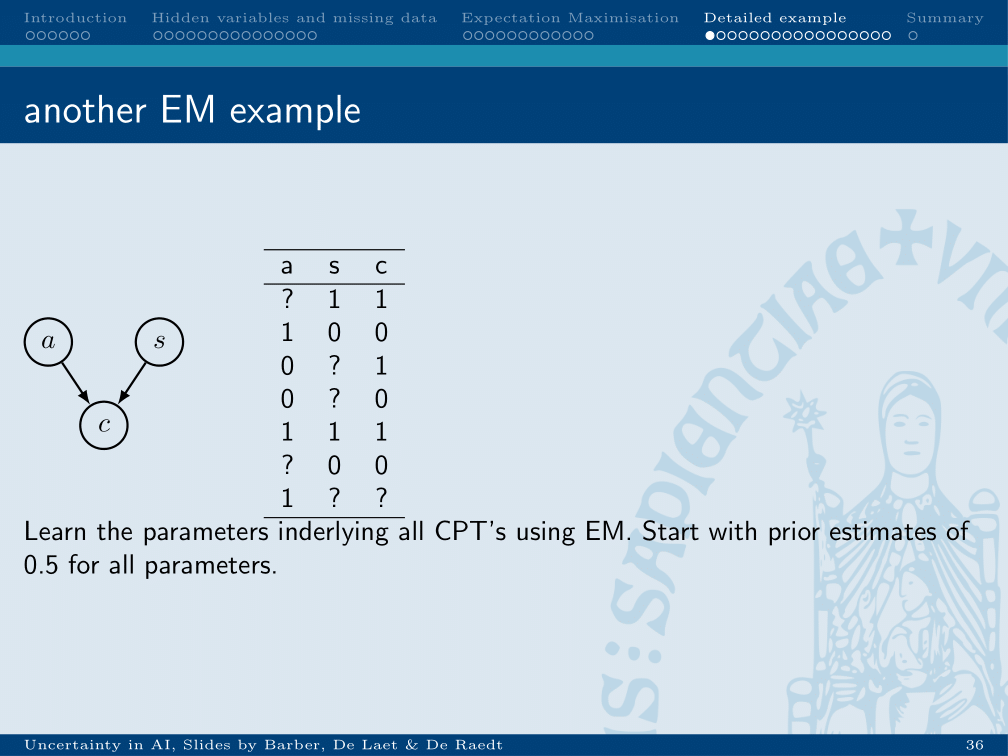 Introduction Hidden variables and missing data Expectation Maximisation Detailed example Summary
another EM example
a s c
? 1 1
1 0 0
0 ? 1
0 ? 0
1 1 1
? 0 0
1 ? ?
a s
c
Learn the parameters inderlying all CPT's using EM. Start with prior estimates of
0.5 for all parameters.
Uncertainty in AI, Slides by Barber, De Laet & De Raedt 36